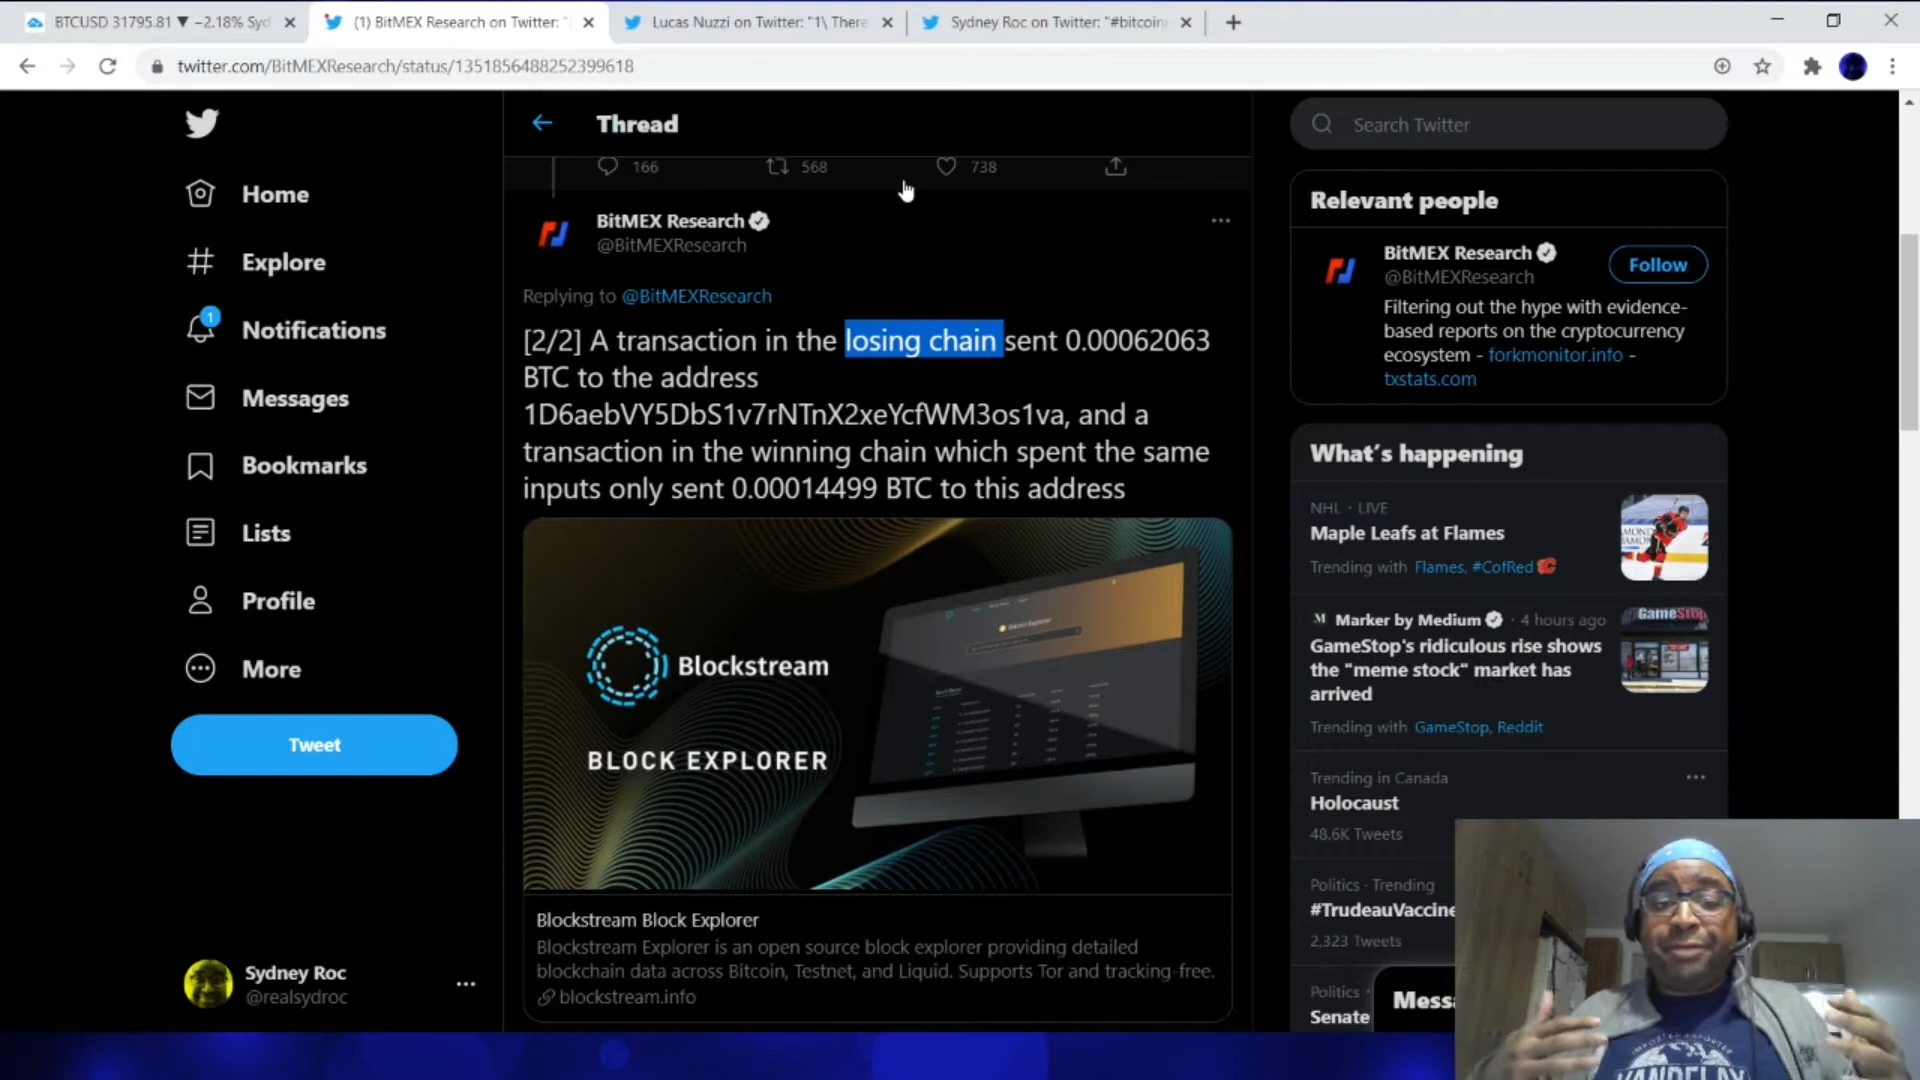 BTCUSD 31795.81 ▼ −2.18% Syd
(1) BitMEX Research on Twitter: "
Lucas Nuzzi on Twitter: "1\ There
Sydney Roc on Twitter: "#bitcoin
twitter.com/BitMEXResearch/status/1351856488252399618
Home
Explore
1
Notifications
Messages
Bookmarks
Lists
Profile
More
Tweet
Sydney Roc
@realsydroc
Thread
166 568 738
BitMEX Research
@BitMEXResearch
Replying to @BitMEXResearch
[2/2] A transaction in the losing chain sent 0.00062063
BTC to the address
1D6aebVY5DbS1v7rNTnX2xeYcfWM3os1va, and a
transaction in the winning chain which spent the same
inputs only sent 0.00014499 BTC to this address
Blockstream
BLOCK EXPLORER
Blockstream Block Explorer
Blockstream Explorer is an open source block explorer providing detailed
blockchain data across Bitcoin, Testnet, and Liquid. Supports Tor and tracking-free.
blockstream.info
Search Twitter
Relevant people
BitMEX Research
@BitMEXResearch
Follow
Filtering out the hype with evidence-
based reports on the cryptocurrency
ecosystem - forkmonitor.info -
txstats.com
What's happening
NHL · LIVE
Maple Leafs at Flames
Trending with Flames, #CofRed
Marker by Medium · 4 hours ago
GameStop's ridiculous rise shows
the "meme stock" market has
arrived
Trending with GameStop, Reddit
GameStop
Trending in Canada
Holocaust
48.6K Tweets
Politics · Trending
#TrudeauVaccine
2,323 Tweets
Politics ·
Senate
Messa
VANDELAY